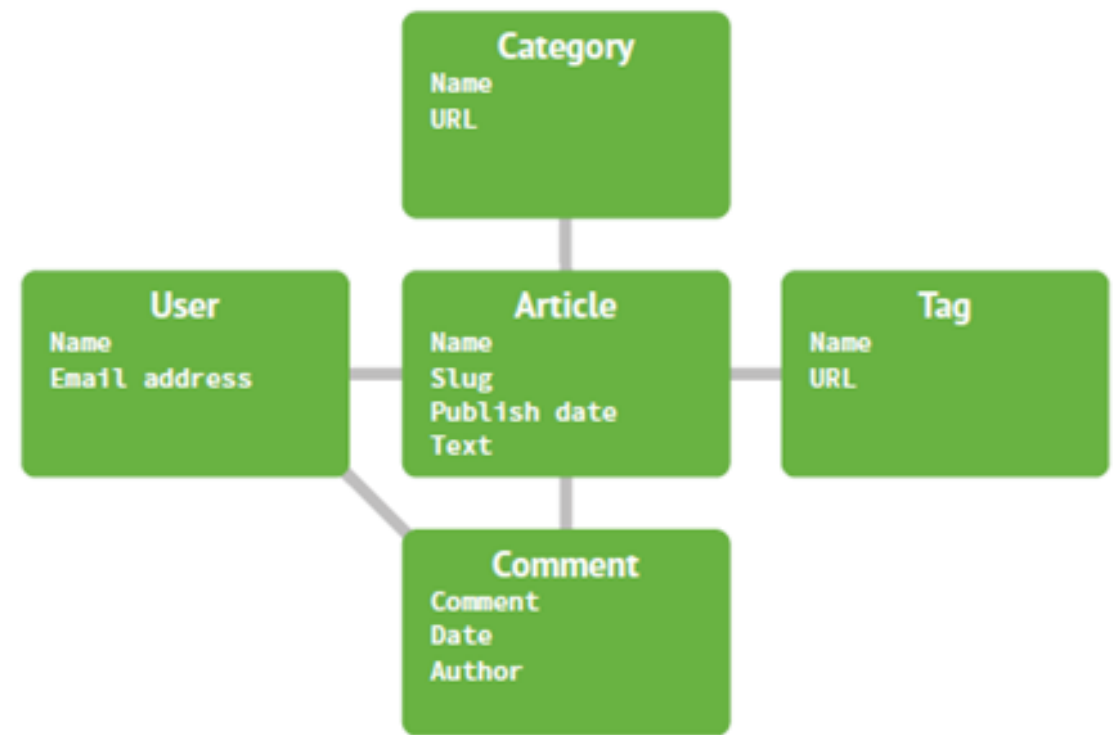 Category
Name
URL
User
Name
Email address
Article
Name
Slug
Publish date
Text
Tag
Name
URL
Comment
Comment
Date
Author